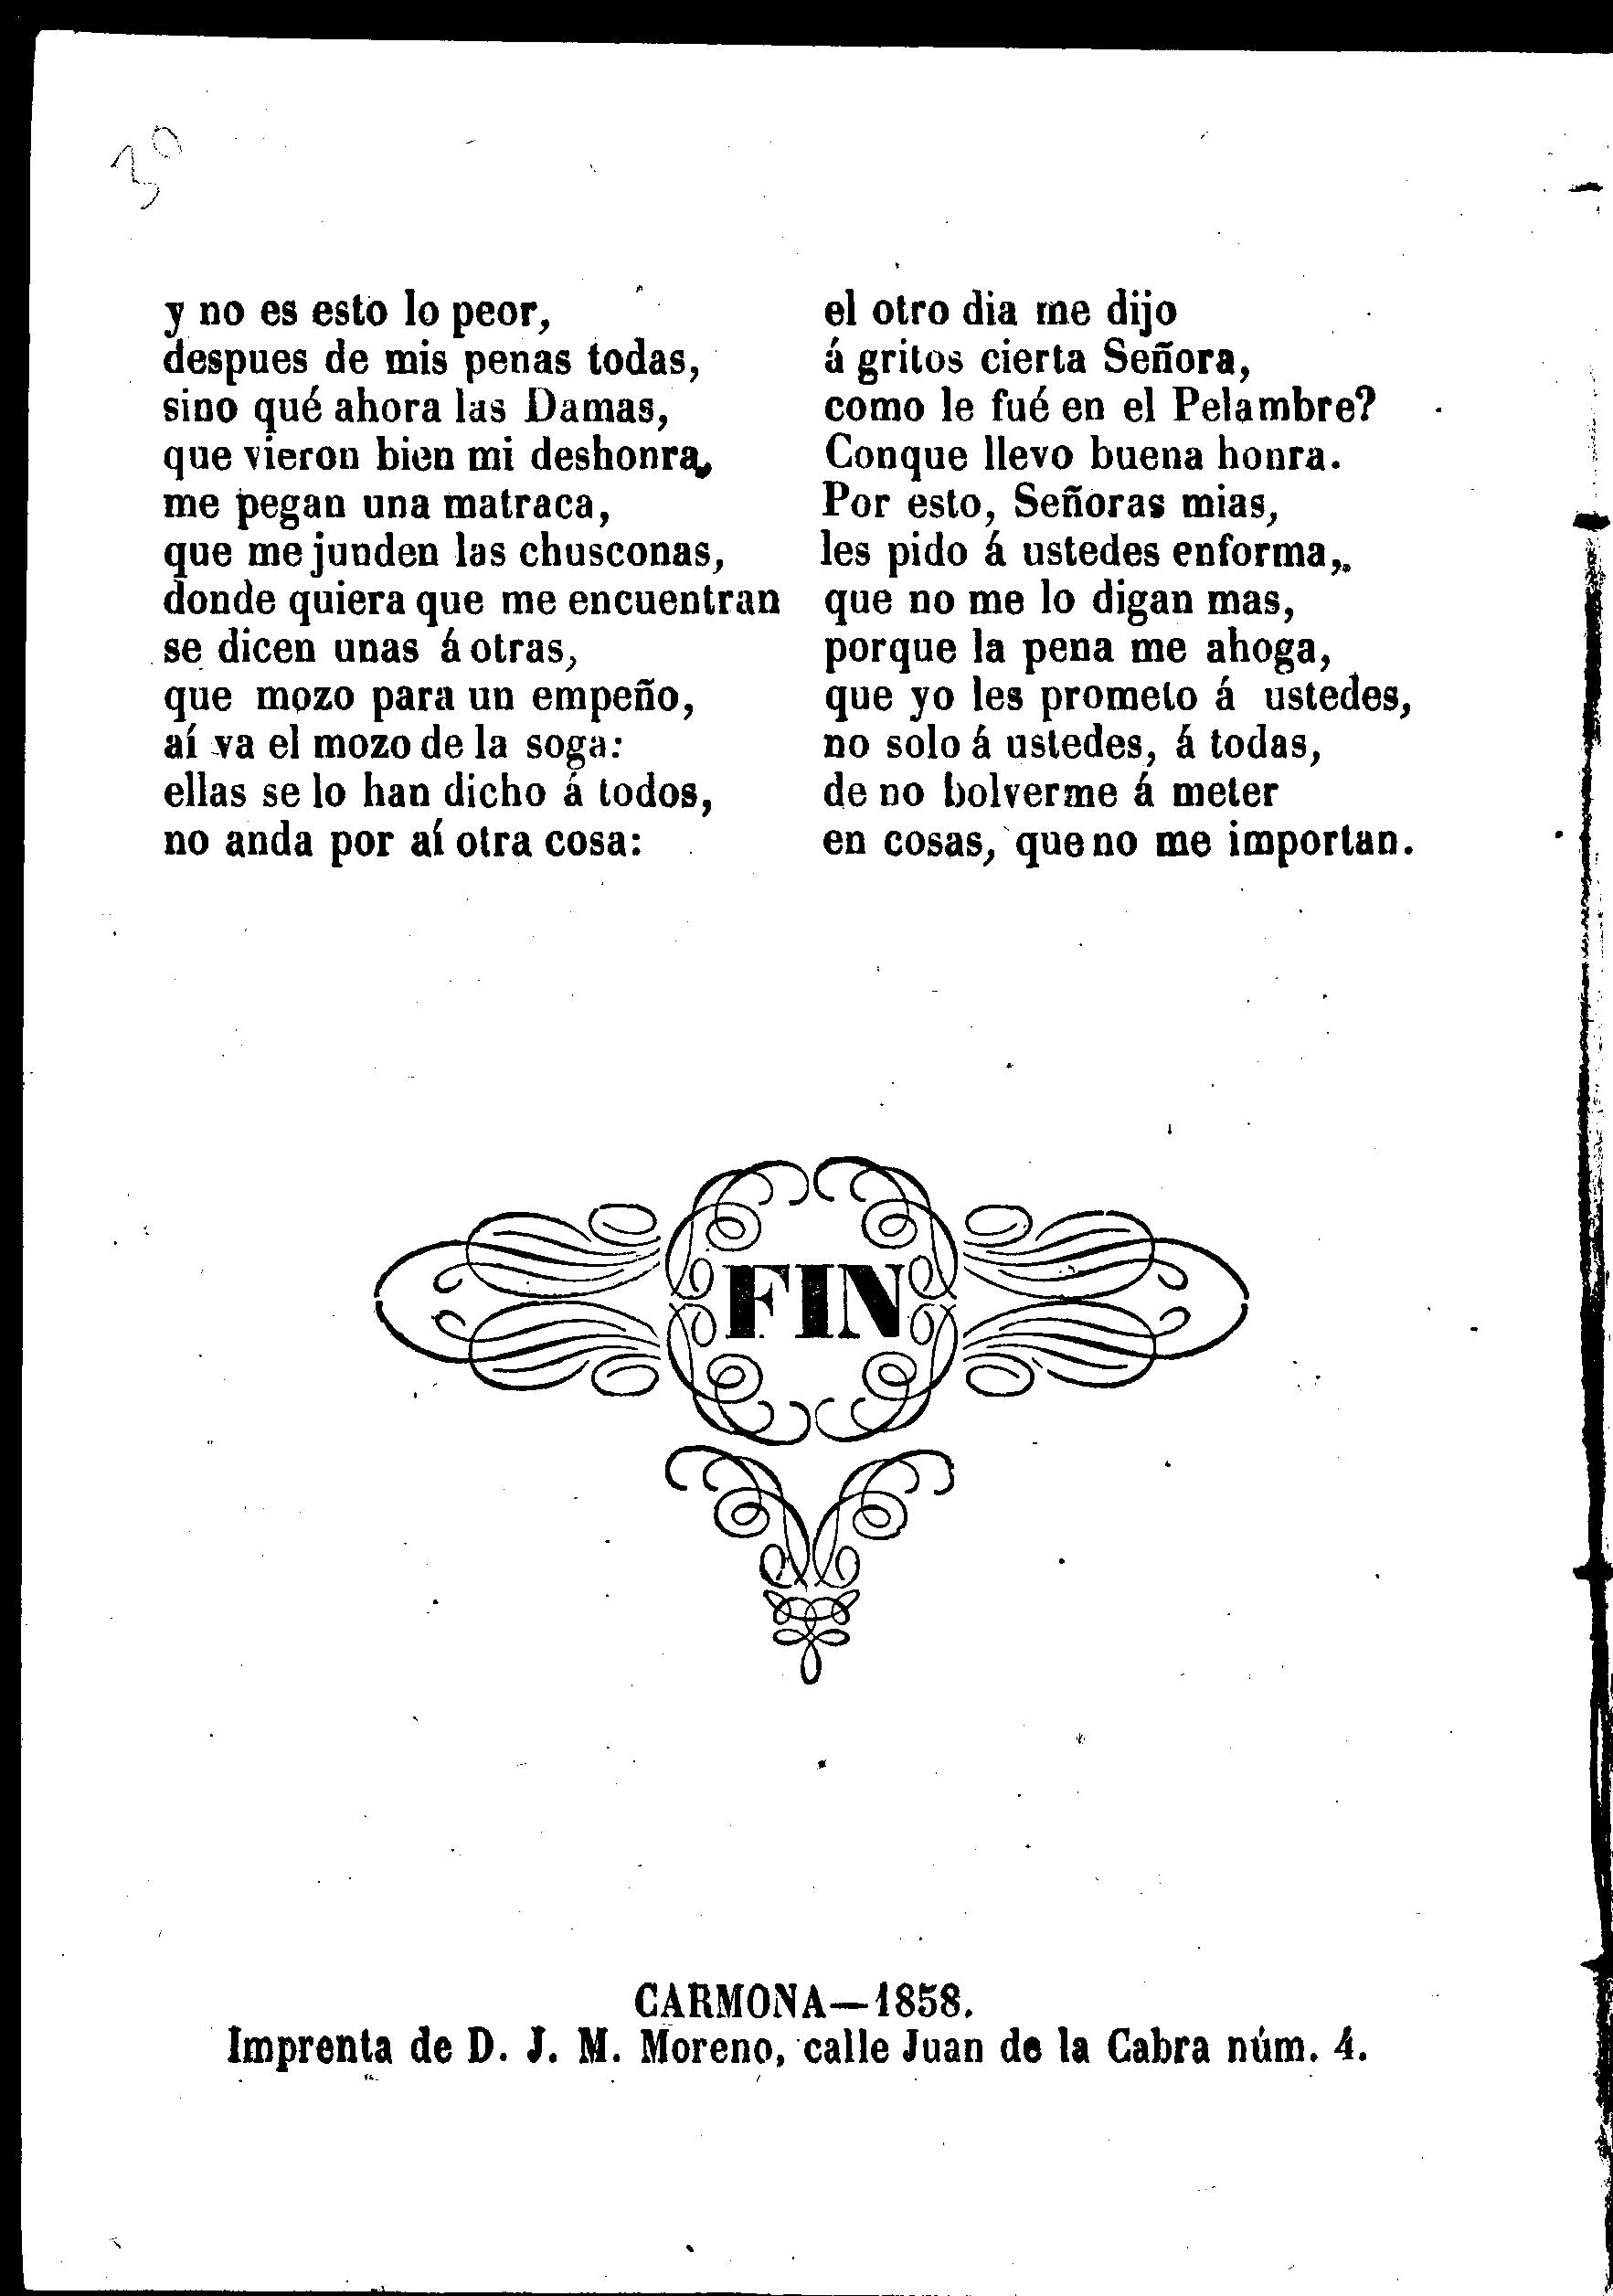 30
y no es esto lo peor,
despues de mis penas todas,
sino qué ahora las Damas,
que vieron bien mi deshonra,
me pegan una matraca,
que me junden las chusconas,
donde quiera que me encuentran
se dicen unas á otras,
que mozo para un empeño,
aí va el mozo de la soga:
ellas se lo han dicho á todos,
no anda por aí otra cosa:
el otro dia me dijo
á gritos cierta Señora,
como le fué en el Pelambre?
Conque llevo buena honra.
Por esto, Señoras mias,
les pido á ustedes enforma,
que no me lo digan mas,
porque la pena me ahoga,
que yo les prometo á ustedes,
no solo á ustedes, á todas,
de no bolverme á meter
en cosas, que no me importan.
FIN
CARMONA—1858.
Imprenta de D. J. M. Moreno, calle Juan de la Cabra núm. 4.